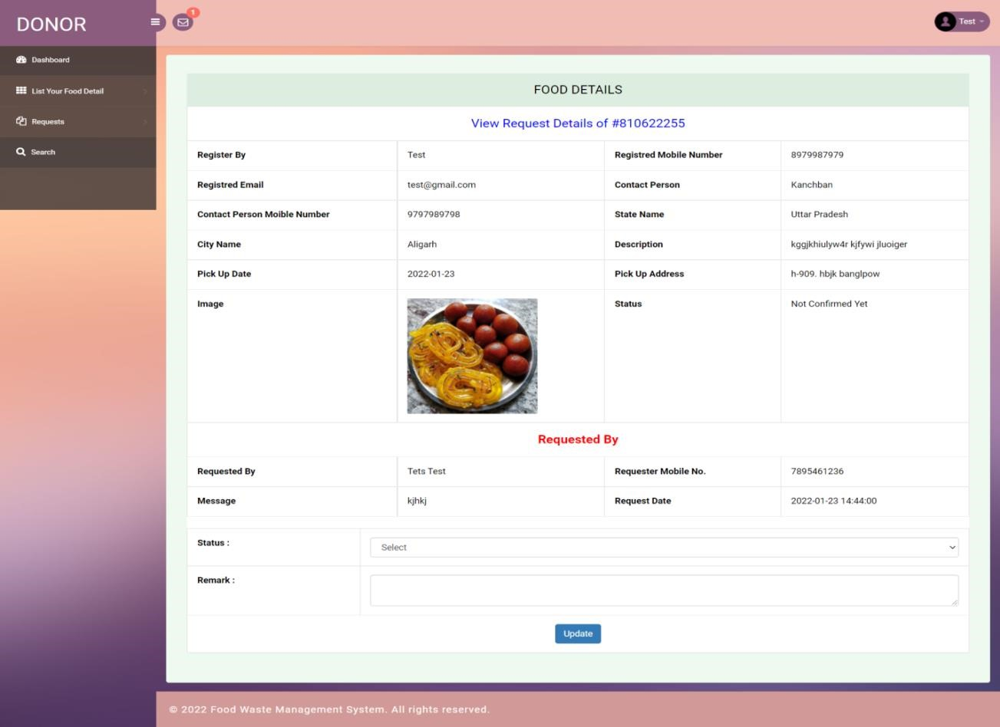 DONOR
1
Test
Dashboard
List Your Food Detail
Requests
Search
FOOD DETAILS
View Request Details of #810622255
Register By Test Registred Mobile Number 8979987979
Registred Email test@gmail.com Contact Person Kanchban
Contact Person Moible Number 9797989798 State Name Uttar Pradesh
City Name Aligarh Description kggjkhiulyw4r kjfywi jluoiger
Pick Up Date 2022-01-23 Pick Up Address h-909. hbjk banglpow
Image Status Not Confirmed Yet
Requested By
Requested By Tets Test Requester Mobile No. 7895461236
Message kjhkj Request Date 2022-01-23 14:44:00
Status : Select
Remark :
Update
© 2022 Food Waste Management System. All rights reserved.